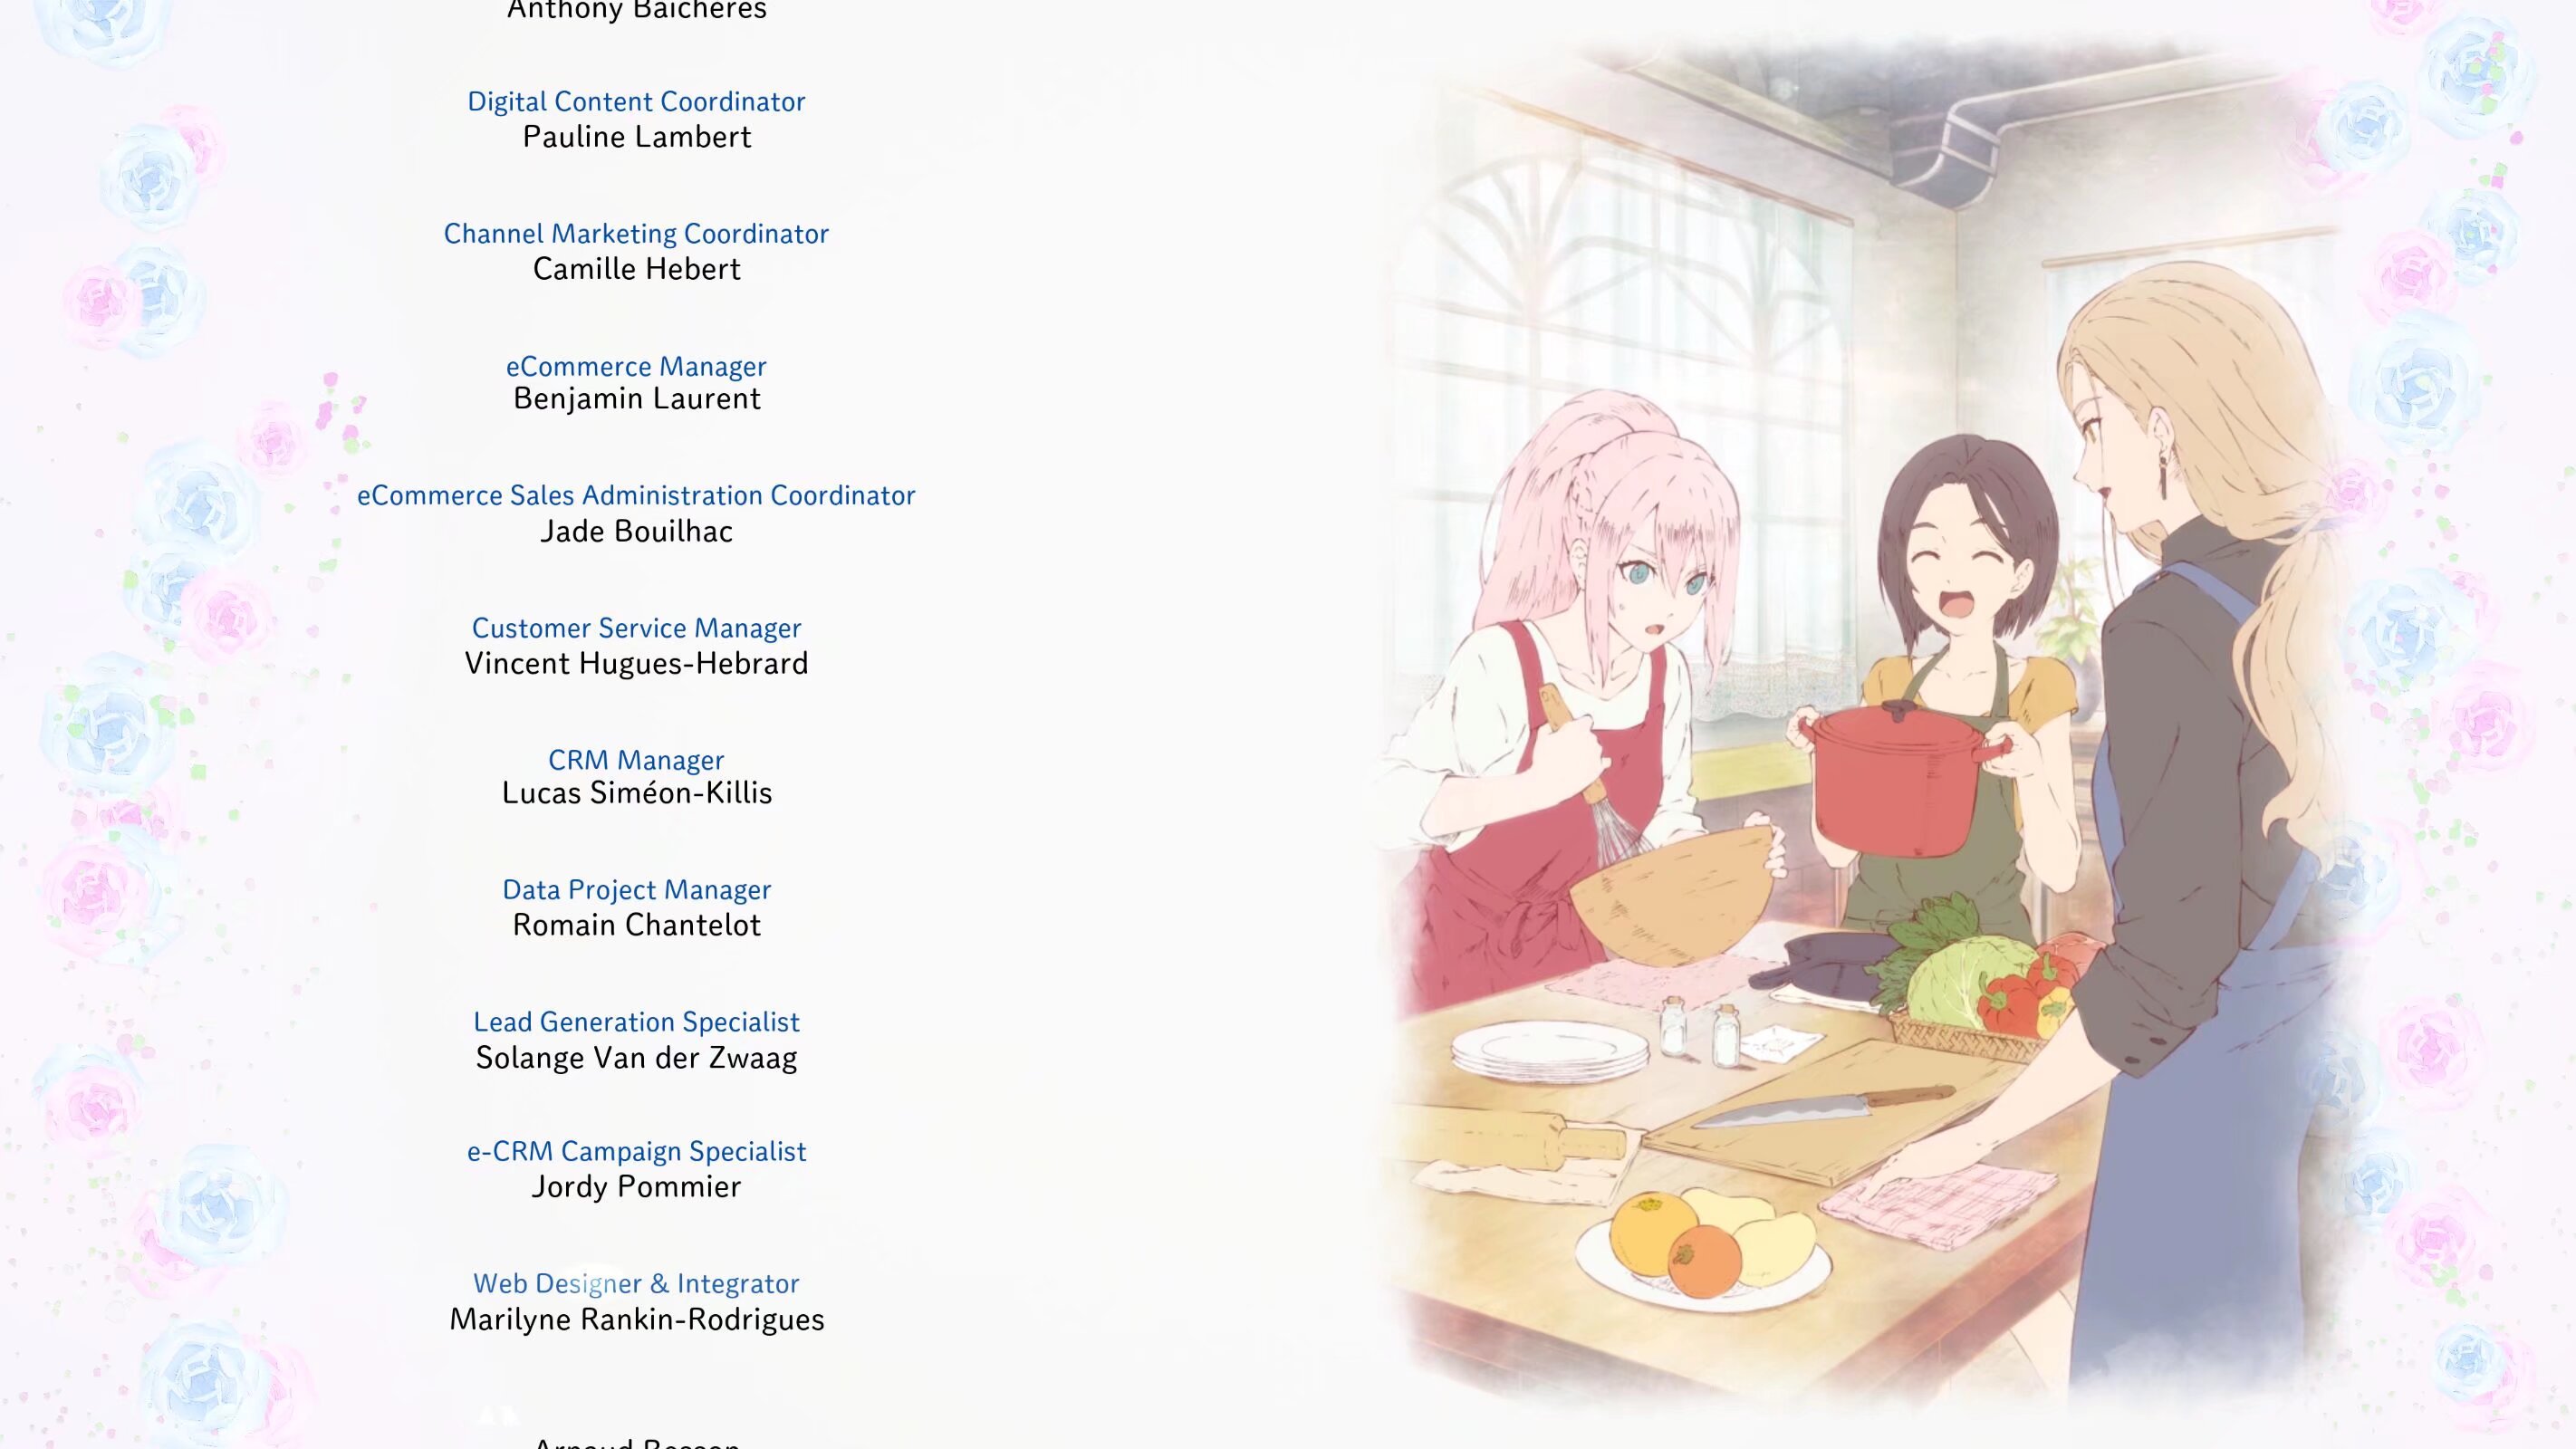 Anthony Baicheres
Digital Content Coordinator
Pauline Lambert
Channel Marketing Coordinator
Camille Hebert
eCommerce Manager
Benjamin Laurent
eCommerce Sales Administration Coordinator
Jade Bouilhac
Customer Service Manager
Vincent Hugues-Hebrard
CRM Manager
Lucas Siméon-Killis
Data Project Manager
Romain Chantelot
Lead Generation Specialist
Solange Van der Zwaag
e-CRM Campaign Specialist
Jordy Pommier
Web Designer & Integrator
Marilyne Rankin-Rodrigues